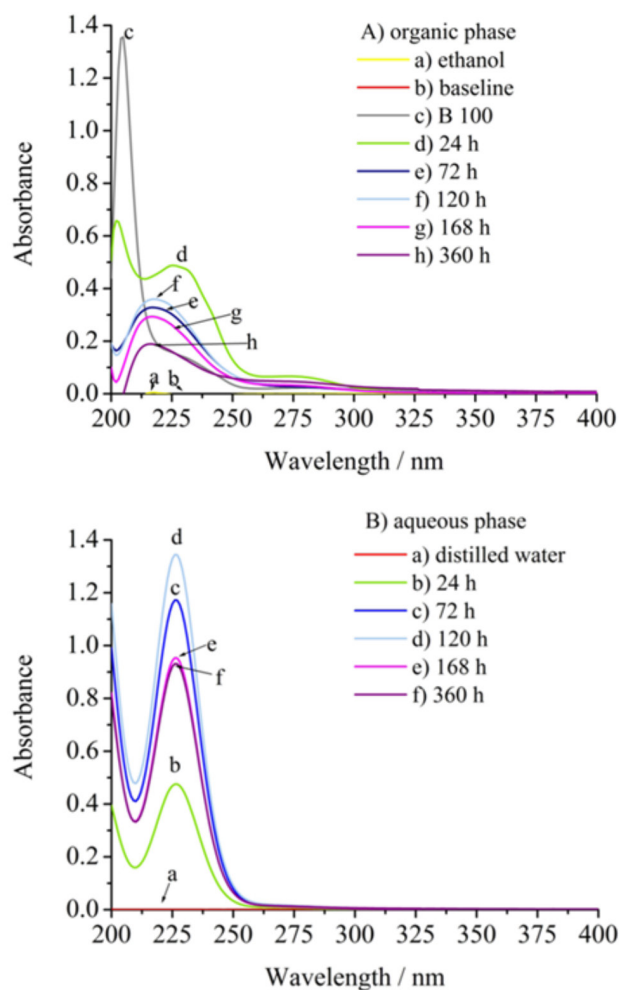 A) organic phase
a) ethanol
b) baseline
c) B 100
d) 24 h
e) 72 h
f) 120 h
g) 168 h
h) 360 h
c
d
f
e
g
h
a
b
Absorbance
1.4
1.2
1.0
0.8
0.6
0.4
0.2
0.0
200 225 250 275 300 325 350 375 400
Wavelength / nm
B) aqueous phase
a) distilled water
b) 24 h
c) 72 h
d) 120 h
e) 168 h
f) 360 h
d
c
e
f
b
a
Absorbance
1.4
1.2
1.0
0.8
0.6
0.4
0.2
0.0
200 225 250 275 300 325 350 375 400
Wavelength / nm